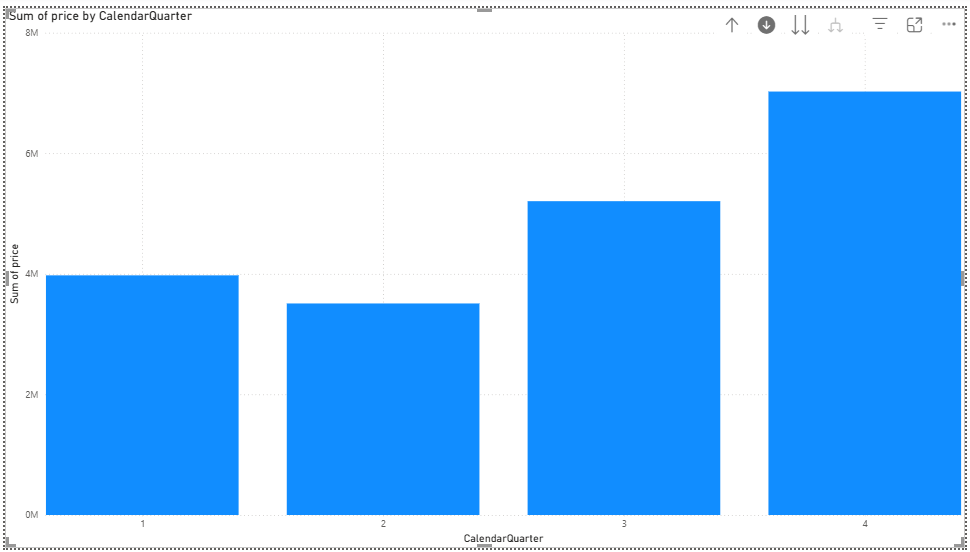 Sum of price by CalendarQuarter
8M
6M
4M
2M
0M
Sum of price
1 2 3 4
CalendarQuarter